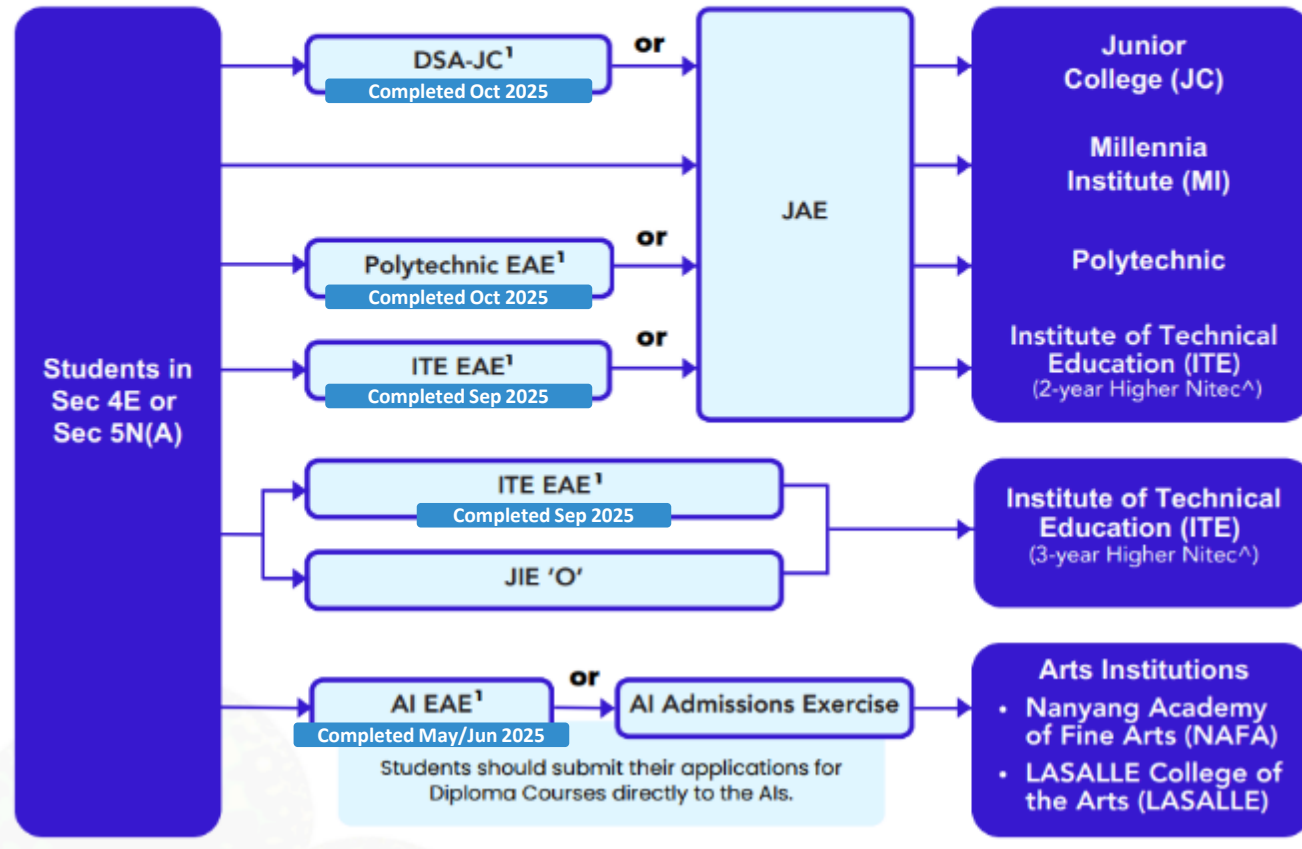 Students in
Sec 4E or
Sec 5N(A)
DSA-JC¹
Completed Oct 2025
or
Polytechnic EAE¹
Completed Oct 2025
or
ITE EAE¹
Completed Sep 2025
or
JAE
Junior
College (JC)
Millennia
Institute (MI)
Polytechnic
Institute of Technical
Education (ITE)
(2-year Higher Nitec^)
ITE EAE¹
Completed Sep 2025
JIE 'O'
Institute of Technical
Education (ITE)
(3-year Higher Nitec^)
AI EAE¹
Completed May/Jun 2025
or
AI Admissions Exercise
Students should submit their applications for
Diploma Courses directly to the AIs.
Arts Institutions
• Nanyang Academy
of Fine Arts (NAFA)
• LASALLE College of
the Arts (LASALLE)